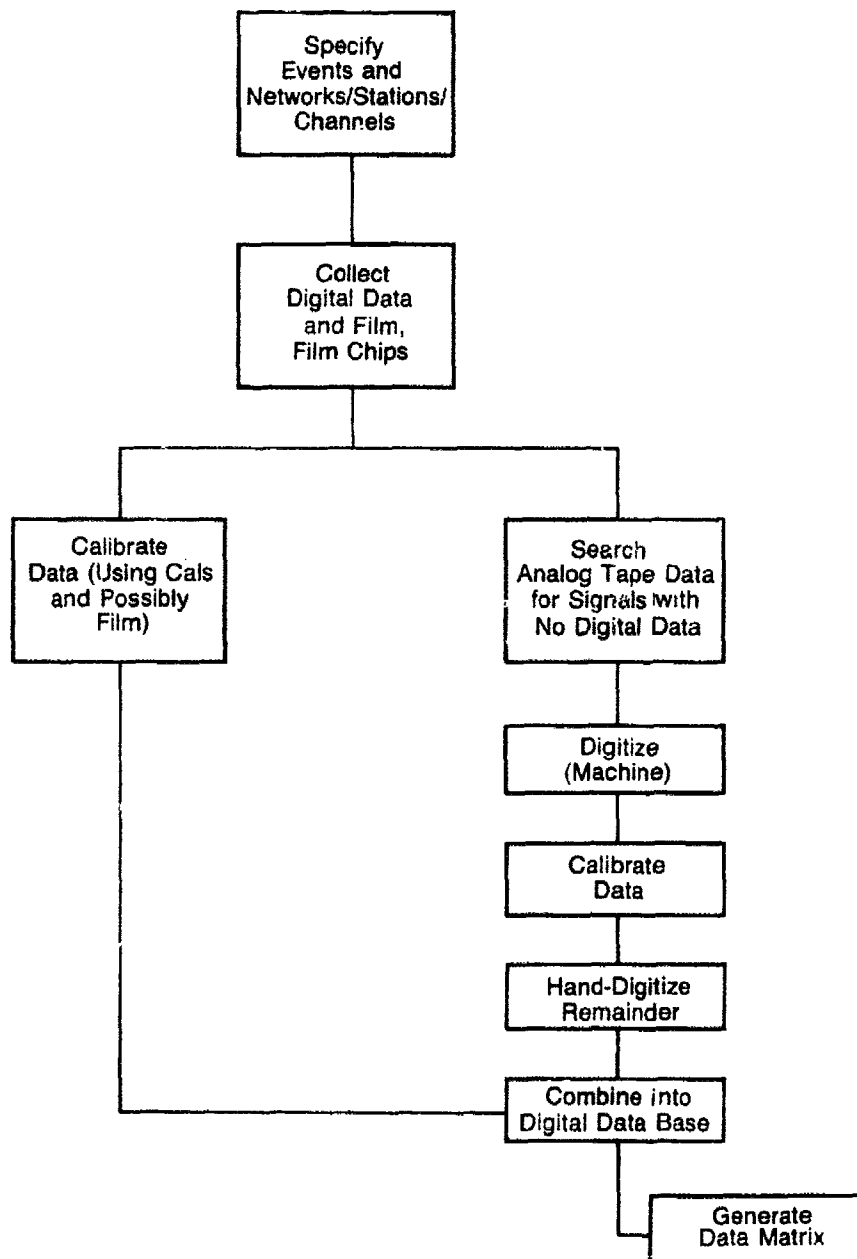 Specify
Events and
Networks/Stations/
Channels
Collect
Digital Data
and Film,
Film Chips
Calibrate
Data (Using Cals
and Possibly
Film)
Search
Analog Tape Data
for Signals with
No Digital Data
Digitize
(Machine)
Calibrate
Data
Hand-Digitize
Remainder
Combine into
Digital Data Base
Generate
Data Matrix